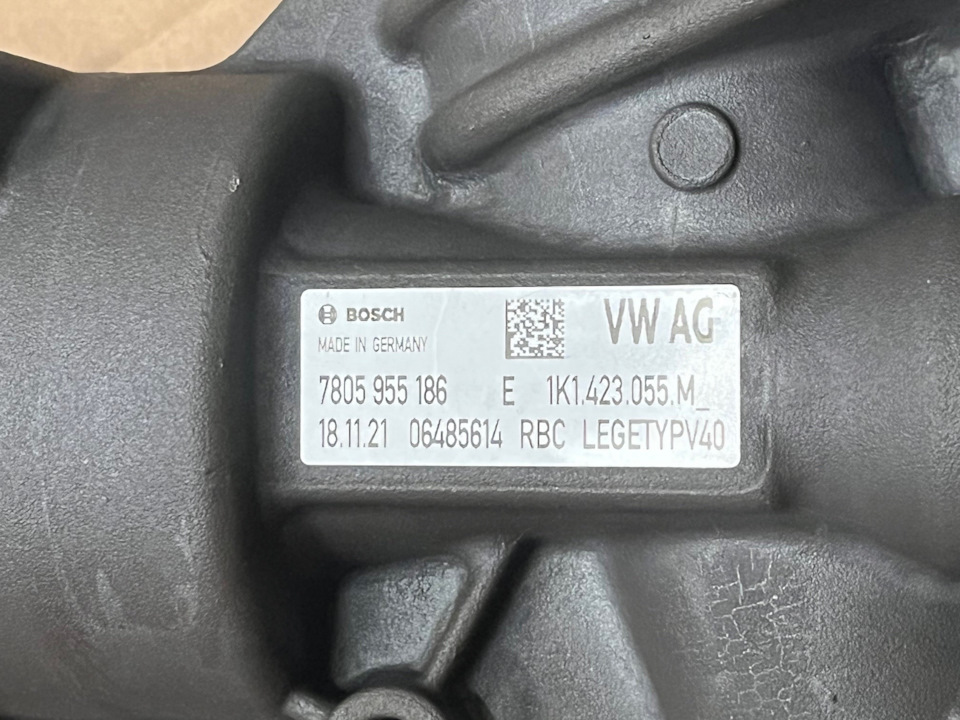 BOSCH VW AG
MADE IN GERMANY
7805 955 186 E 1K1.423.055.M_
18.11.21 06485614 RBC LEGETYPV40